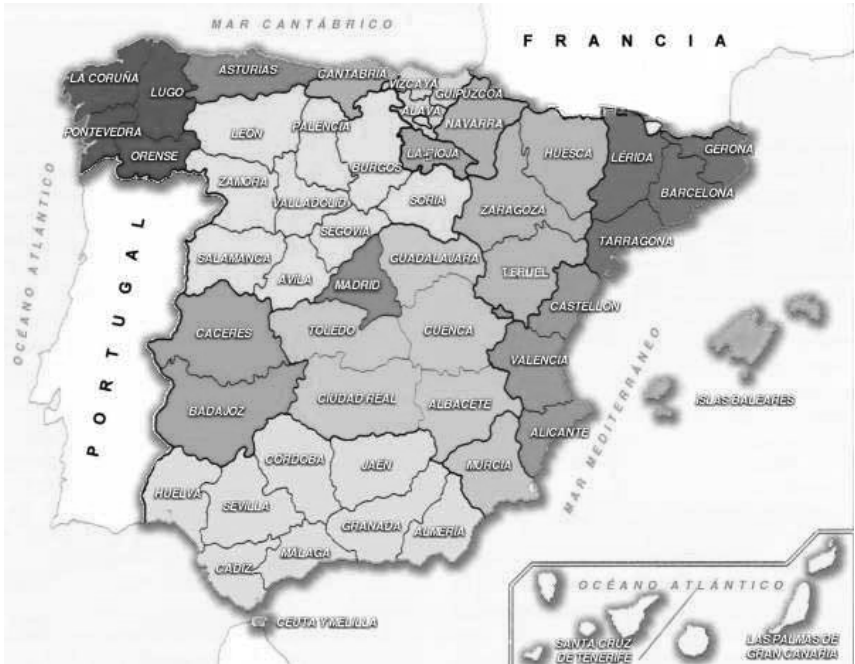 MAR CANTÁBRICO
FRANCIA
LA CORUÑA
LUGO
ASTURIAS
CANTABRIA
VIZCAYA
GUIPÚZCOA
ALAVA
NAVARRA
PONTEVEDRA
ORENSE
LEÓN
PALENCIA
BURGOS
LA RIOJA
HUESCA
LÉRIDA
GERONA
BARCELONA
ZAMORA
VALLADOLID
SORIA
ZARAGOZA
TARRAGONA
SEGOVIA
SALAMANCA
AVILA
MADRID
GUADALAJARA
TERUEL
CASTELLÓN
OCÉANO ATLÁNTICO
PORTUGAL
CACERES
TOLEDO
CUENCA
VALENCIA
MAR MEDITERRÁNEO
ISLAS BALEARES
BADAJOZ
CIUDAD REAL
ALBACETE
ALICANTE
HUELVA
SEVILLA
CÓRDOBA
JAÉN
MURCIA
GRANADA
ALMERÍA
CÁDIZ
MÁLAGA
CEUTA Y MELILLA
OCÉANO ATLÁNTICO
SANTA CRUZ
DE TENERIFE
LAS PALMAS DE
GRAN CANARIA